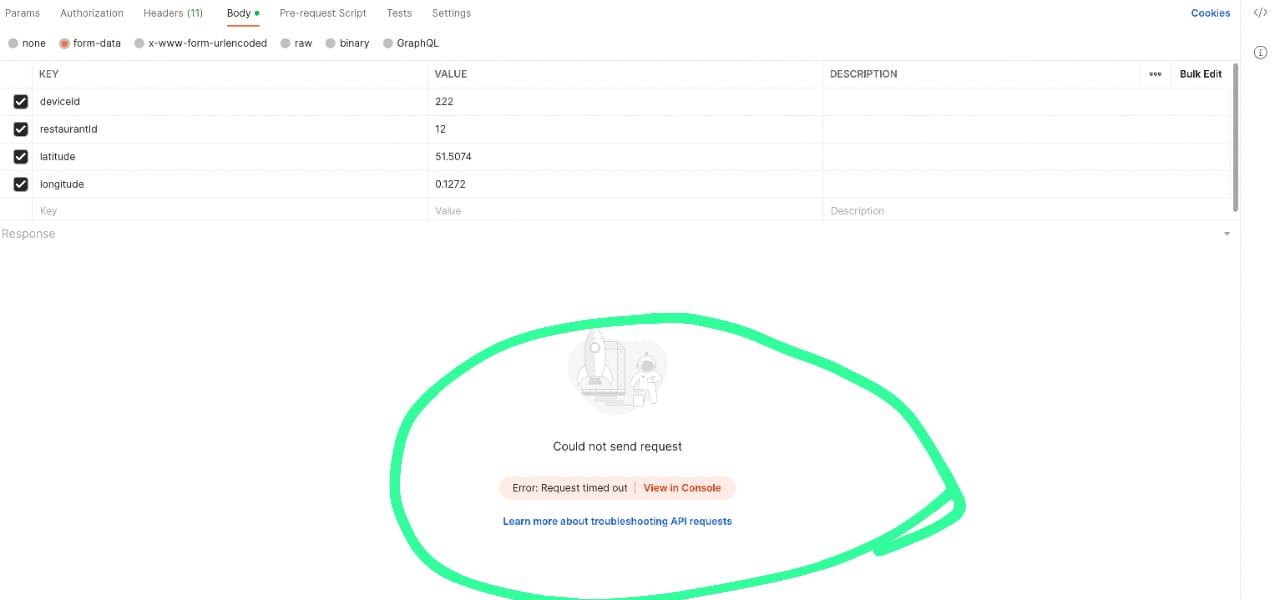 Params Authorization Headers (11) Body Pre-request Script Tests Settings Cookies
none form-data x-www-form-urlencoded raw binary GraphQL
KEY VALUE DESCRIPTION Bulk Edit
deviceId 222
restaurantId 12
latitude 51.5074
longitude 0.1272
Key Value Description
Response
Could not send request
Error: Request timed out | View in Console
Learn more about troubleshooting API requests